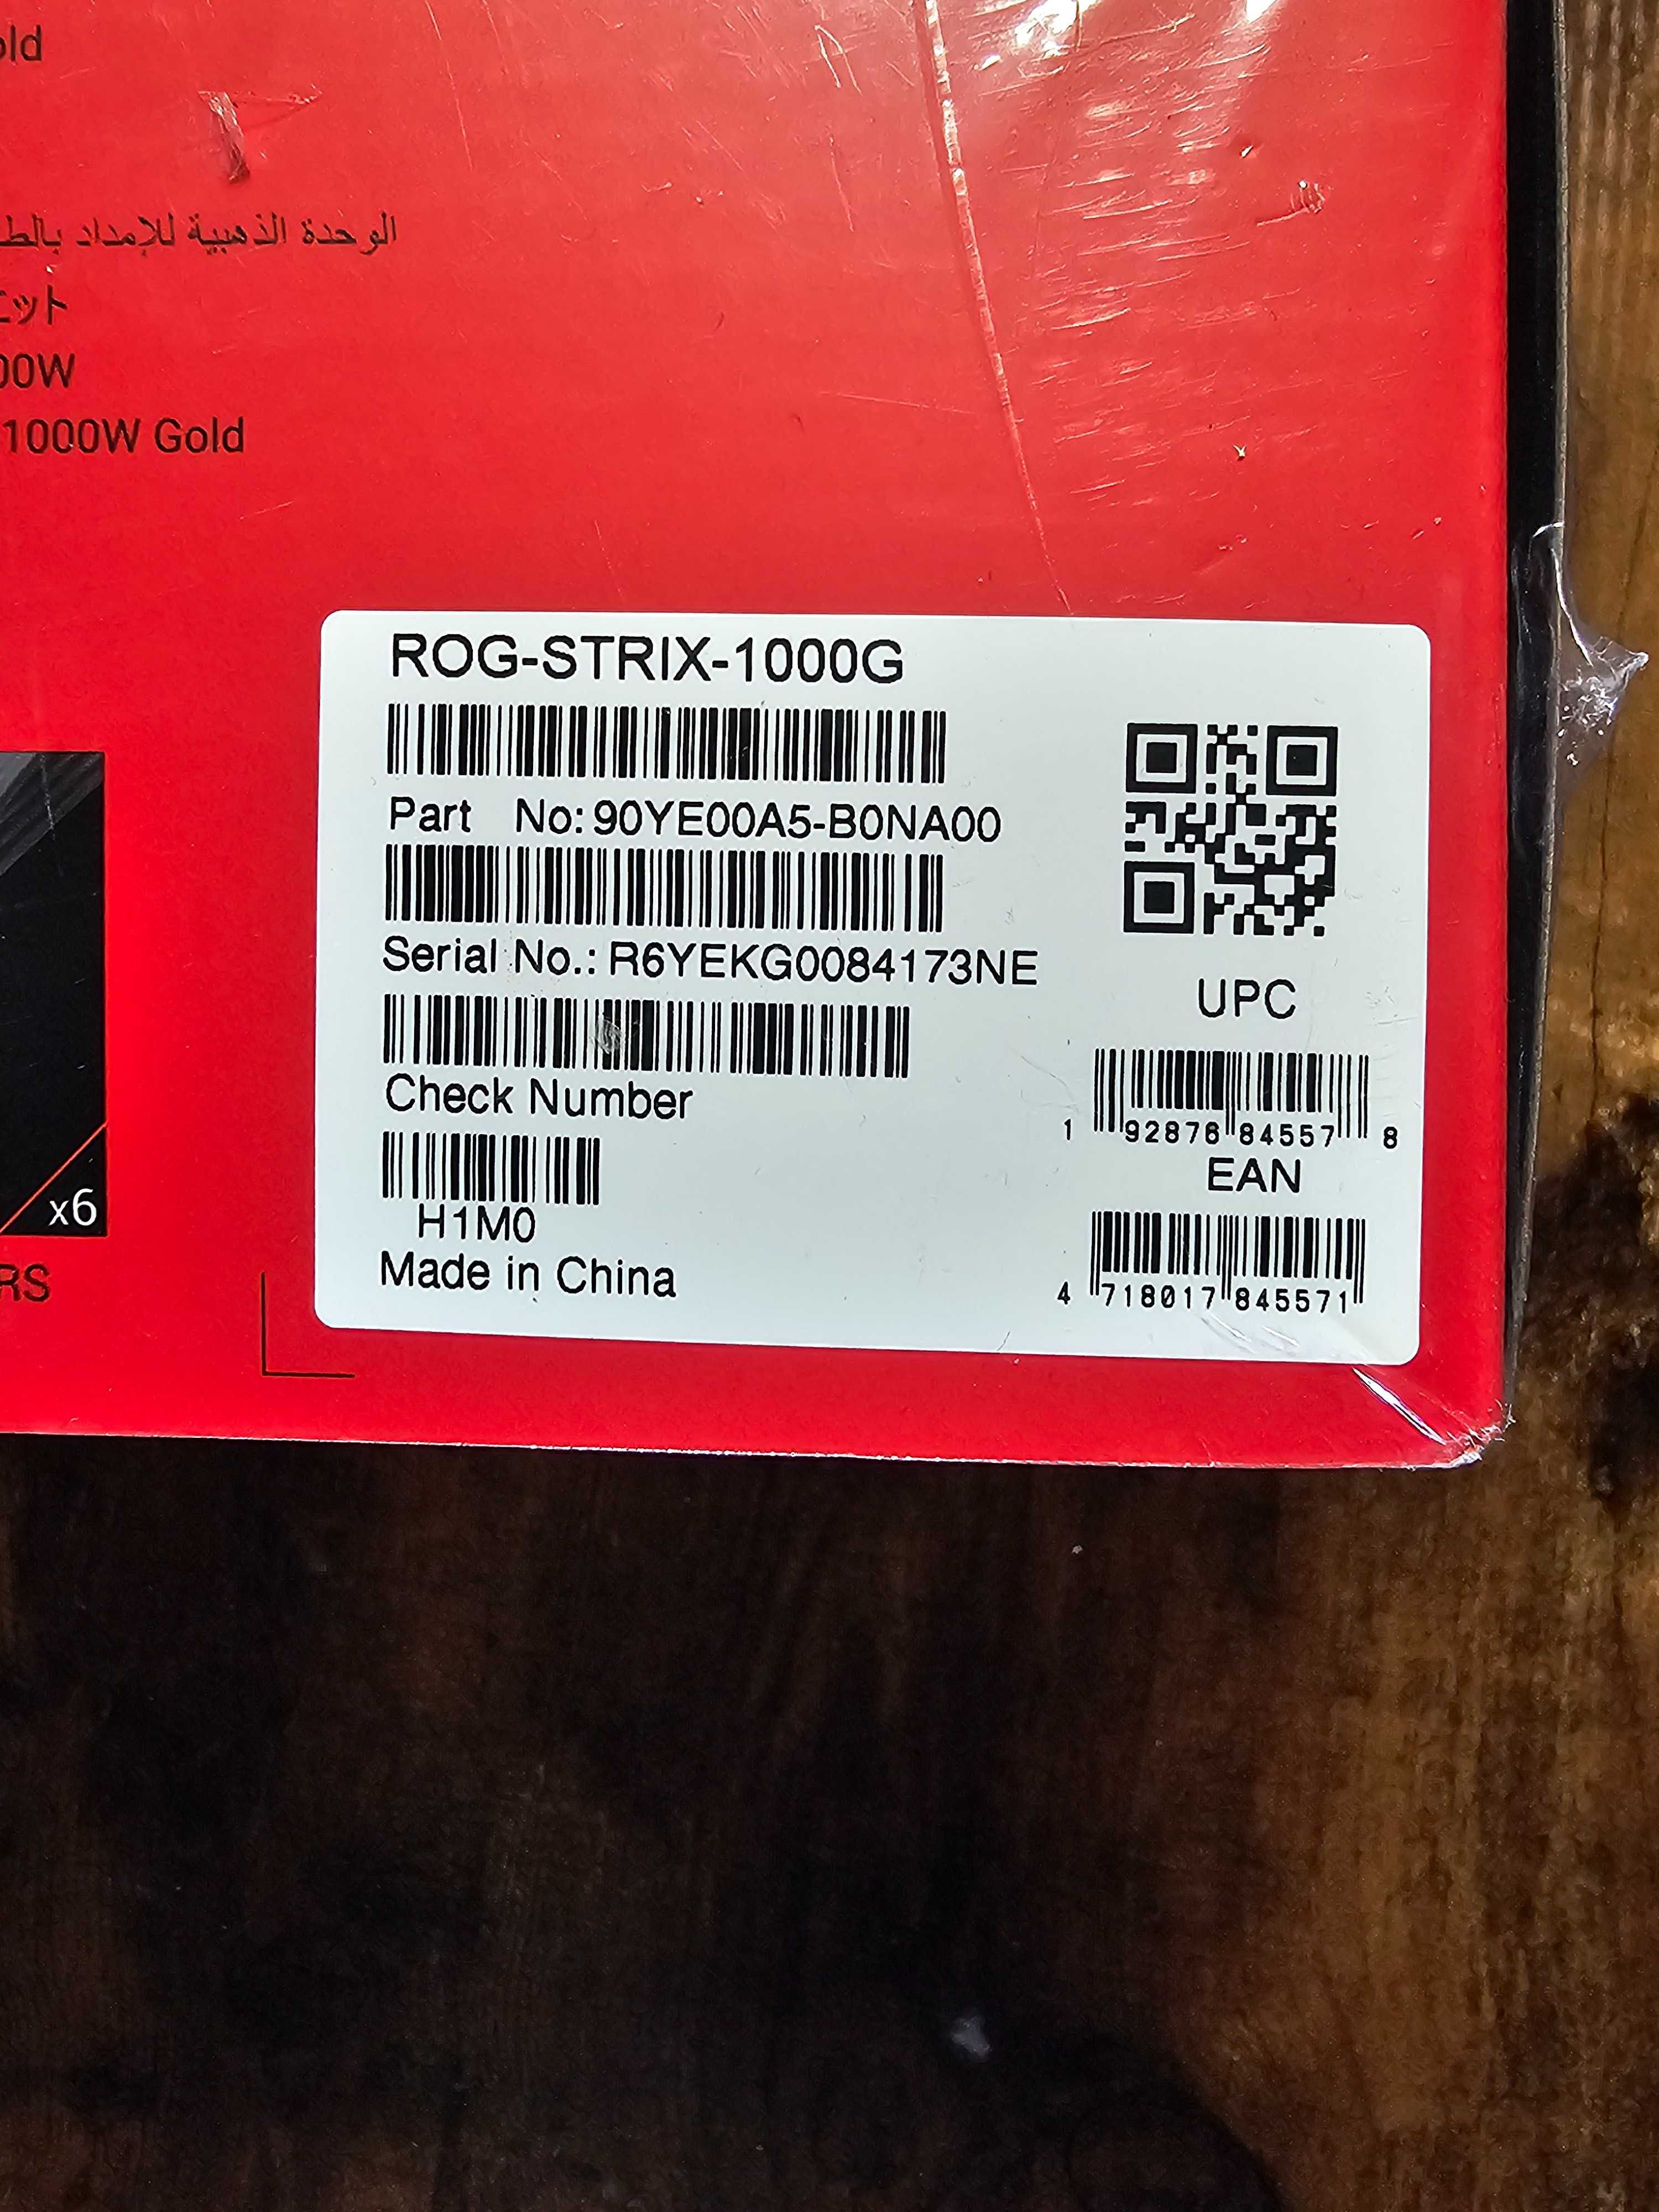 الوحدة الذهبية للإمداد
1000W Gold
x6
ROG-STRIX-1000G
Part No: 90YE00A5-B0NA00
Serial No.: R6YEKG0084173NE
Check Number
H1M0
Made in China
UPC
1 92876 84557 8
EAN
4 718017 845571